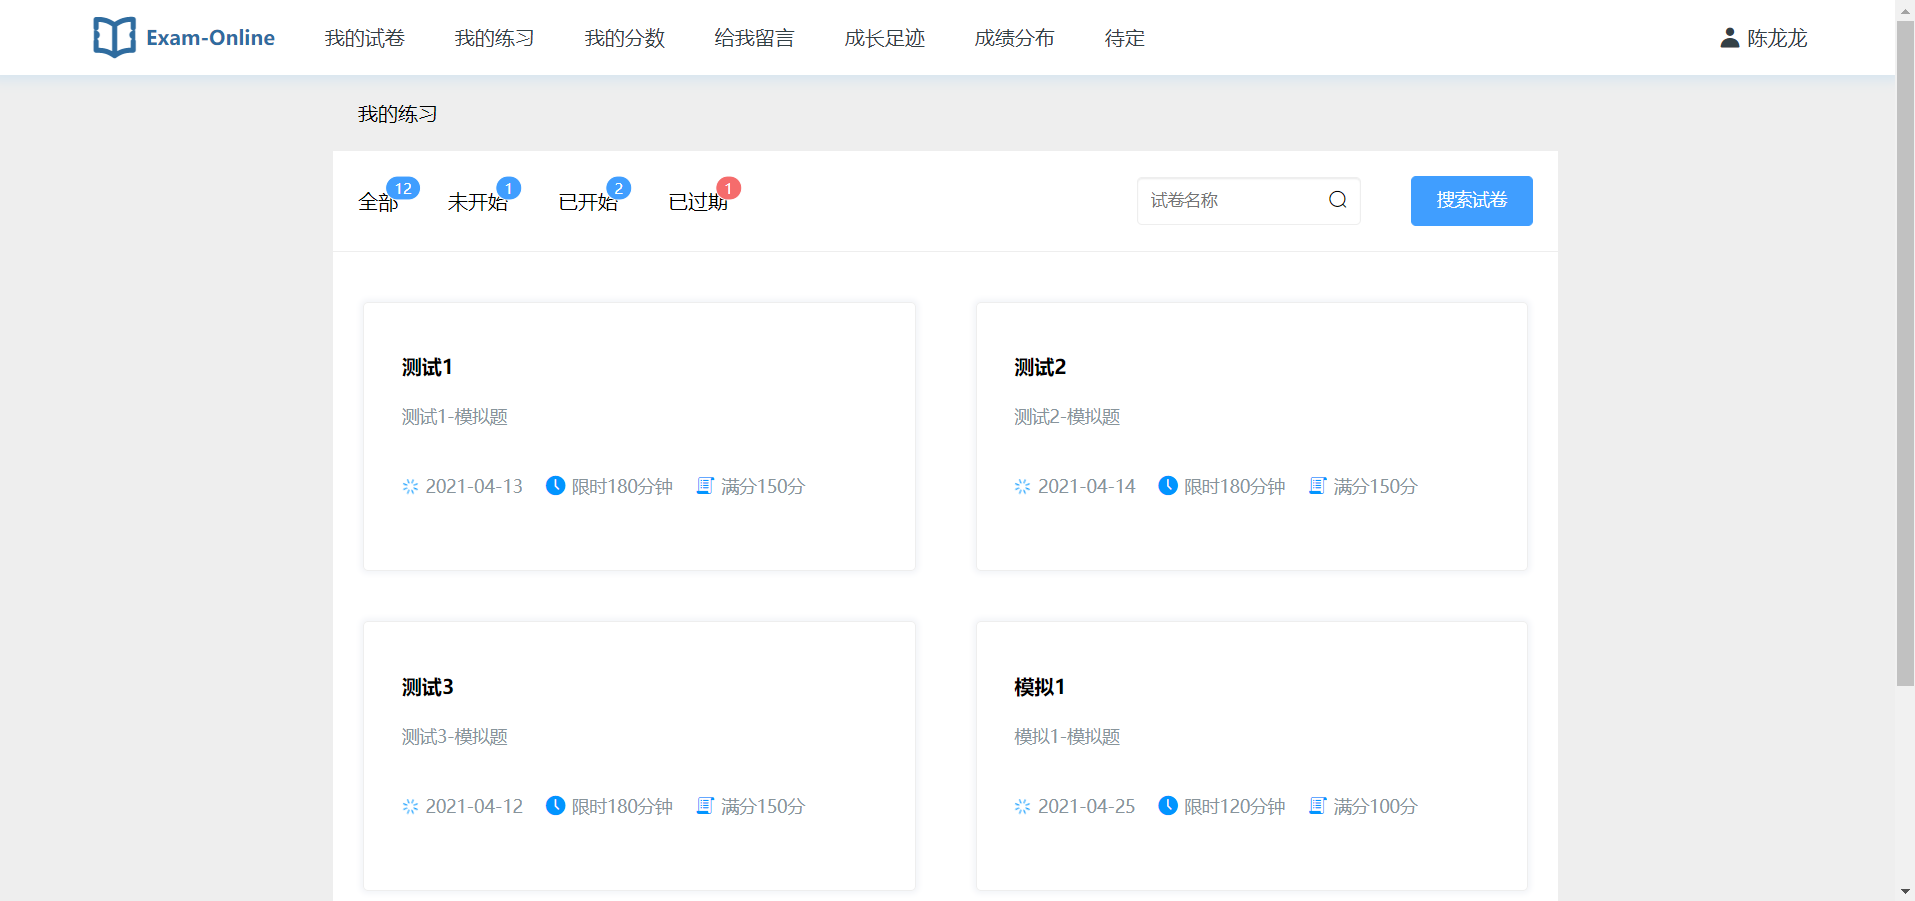 Exam-Online 我的试卷 我的练习 我的分数 给我留言 成长足迹 成绩分布 待定 陈龙龙
我的练习
全部 12 未开始 1 已开始 2 已过期 1 试卷名称 搜索试卷
测试1
测试1-模拟题
2021-04-13 限时180分钟 满分150分
测试2
测试2-模拟题
2021-04-14 限时180分钟 满分150分
测试3
测试3-模拟题
2021-04-12 限时180分钟 满分150分
模拟1
模拟1-模拟题
2021-04-25 限时120分钟 满分100分